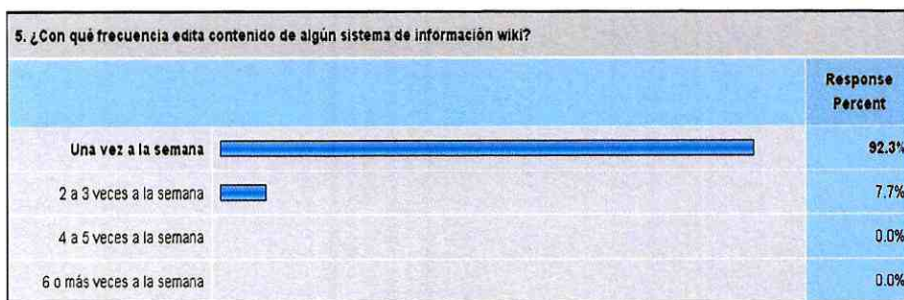 5. ¿Con qué frecuencia edita contenido de algún sistema de información wiki?
Response
Percent
Una vez a la semana 92.3%
2 a 3 veces a la semana 7.7%
4 a 5 veces a la semana 0.0%
6 o más veces a la semana 0.0%